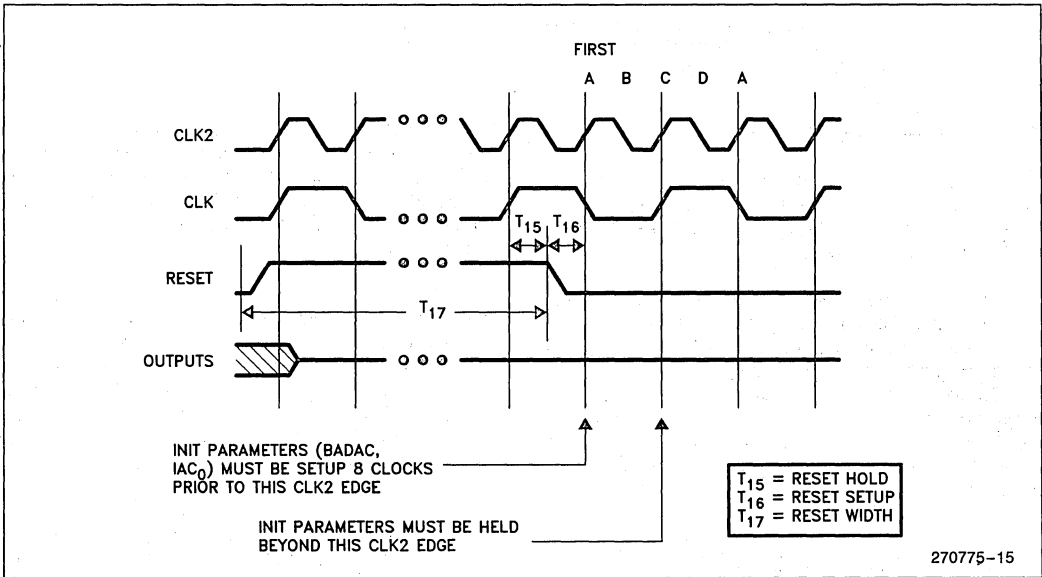 FIRST
A B C D A
CLK2
CLK
T15 T16
RESET
T17
OUTPUTS
INIT PARAMETERS (BADAC,
IAC0) MUST BE SETUP 8 CLOCKS
PRIOR TO THIS CLK2 EDGE
INIT PARAMETERS MUST BE HELD
BEYOND THIS CLK2 EDGE
T15 = RESET HOLD
T16 = RESET SETUP
T17 = RESET WIDTH
270775-15